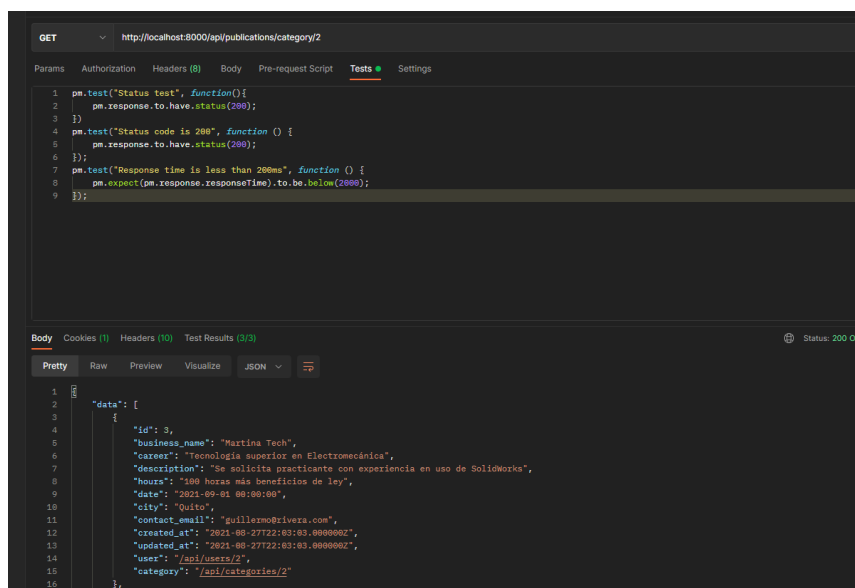 GET http://localhost:8000/api/publications/category/2
Params Authorization Headers (8) Body Pre-request Script Tests Settings
1 pm.test("Status test", function(){
2 pm.response.to.have.status(200);
3 })
4 pm.test("Status code is 200", function () {
5 pm.response.to.have.status(200);
6 });
7 pm.test("Response time is less than 200ms", function () {
8 pm.expect(pm.response.responseTime).to.be.below(2000);
9 });
Body Cookies (1) Headers (10) Test Results (3/3) Status: 200 O
Pretty Raw Preview Visualize JSON
1 {
2 "data": [
3 {
4 "id": 3,
5 "business_name": "Martina Tech",
6 "career": "Tecnología superior en Electromecánica",
7 "description": "Se solicita practicante con experiencia en uso de SolidWorks",
8 "hours": "100 horas más beneficios de ley",
9 "date": "2021-09-01 00:00:00",
10 "city": "Quito",
11 "contact_email": "guillermo@rivera.com",
12 "created_at": "2021-08-27T22:03:03.000000Z",
13 "updated_at": "2021-08-27T22:03:03.000000Z",
14 "user": "/api/users/2",
15 "category": "/api/categories/2"
16 },